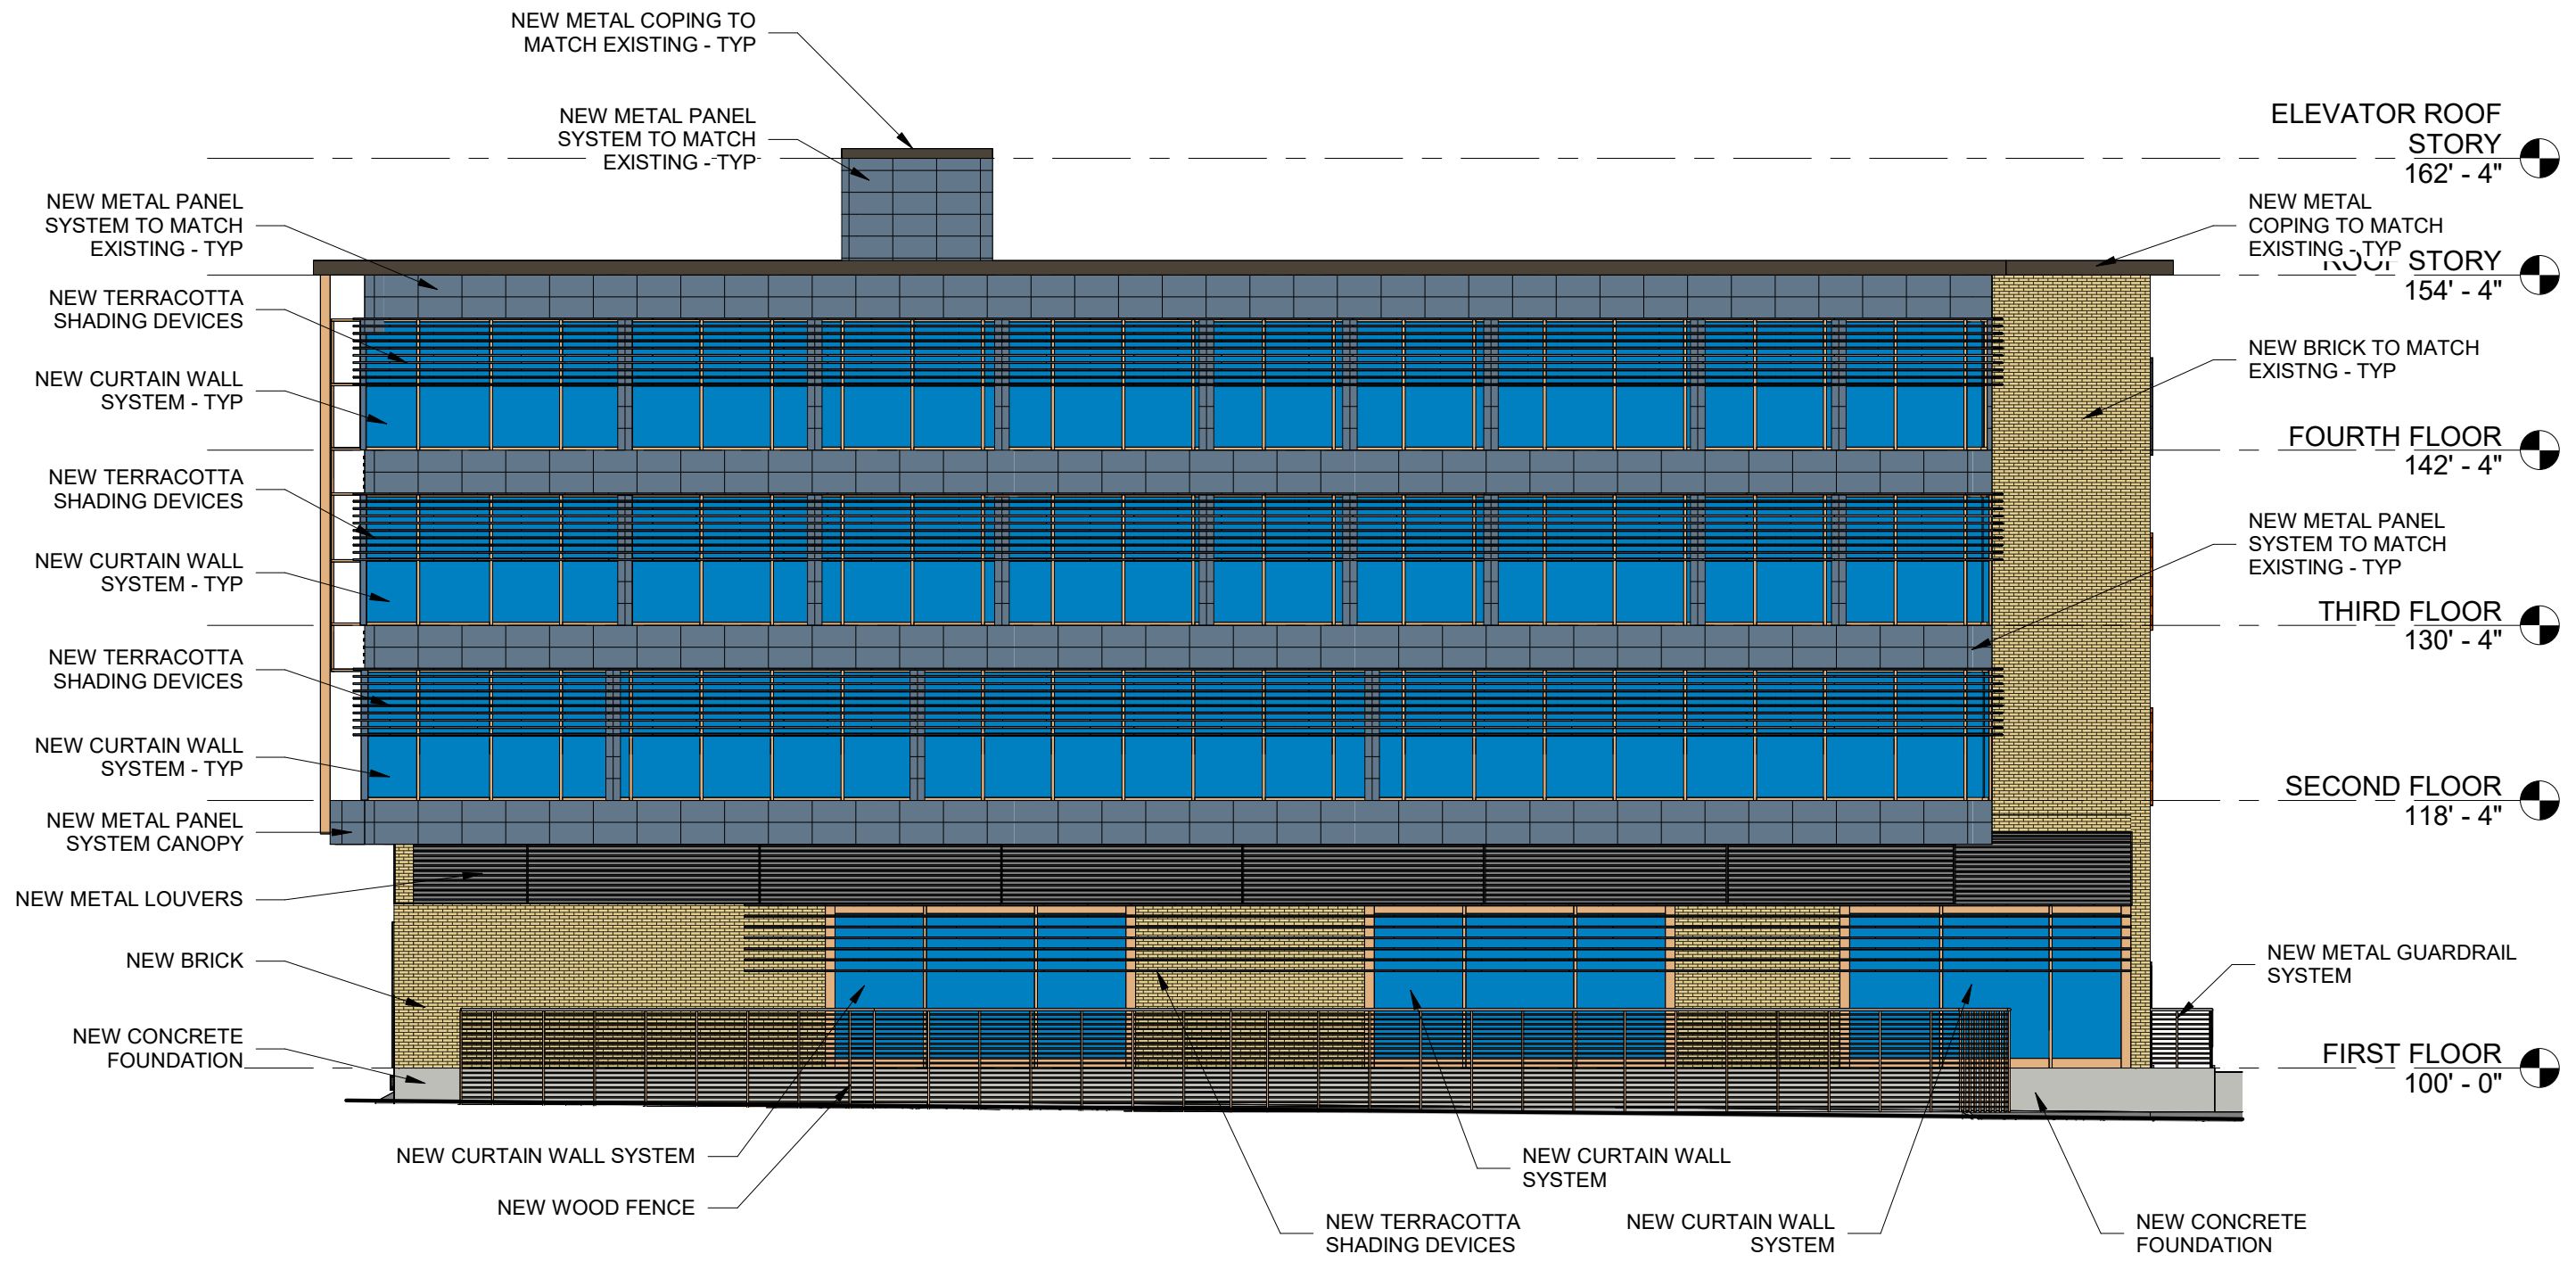 NEW METAL COPING TO
MATCH EXISTING - TYP
NEW METAL PANEL
SYSTEM TO MATCH
EXISTING - TYP
NEW METAL PANEL
SYSTEM TO MATCH
EXISTING - TYP
NEW TERRACOTTA
SHADING DEVICES
NEW CURTAIN WALL
SYSTEM - TYP
NEW TERRACOTTA
SHADING DEVICES
NEW CURTAIN WALL
SYSTEM - TYP
NEW TERRACOTTA
SHADING DEVICES
NEW CURTAIN WALL
SYSTEM - TYP
NEW METAL PANEL
SYSTEM CANOPY
NEW METAL LOUVERS
NEW BRICK
NEW CONCRETE
FOUNDATION
NEW CURTAIN WALL SYSTEM
NEW WOOD FENCE
NEW TERRACOTTA
SHADING DEVICES
NEW CURTAIN WALL
SYSTEM
NEW CURTAIN WALL
SYSTEM
NEW CONCRETE
FOUNDATION
ELEVATOR ROOF
STORY
162' - 4"
NEW METAL
COPING TO MATCH
EXISTING - TYP
ROOF STORY
154' - 4"
NEW BRICK TO MATCH
EXISTNG - TYP
FOURTH FLOOR
142' - 4"
NEW METAL PANEL
SYSTEM TO MATCH
EXISTING - TYP
THIRD FLOOR
130' - 4"
SECOND FLOOR
118' - 4"
NEW METAL GUARDRAIL
SYSTEM
FIRST FLOOR
100' - 0"